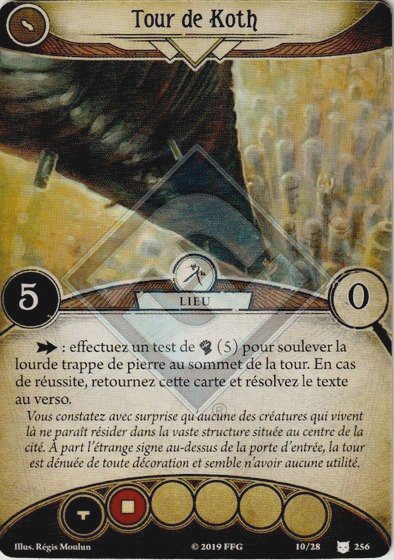 Tour de Koth
5
LIEU
0
: effectuez un test de (5) pour soulever la
lourde trappe de pierre au sommet de la tour. En cas
de réussite, retournez cette carte et résolvez le texte
au verso.
Vous constatez avec surprise qu'aucune des créatures qui vivent
là ne paraît résider dans la vaste structure située au centre de la
cité. À part l'étrange signe au-dessus de la porte d'entrée, la tour
est dénuée de toute décoration et semble n'avoir aucune utilité.
Illus. Régis Moulun © 2019 FFG 10/28 256